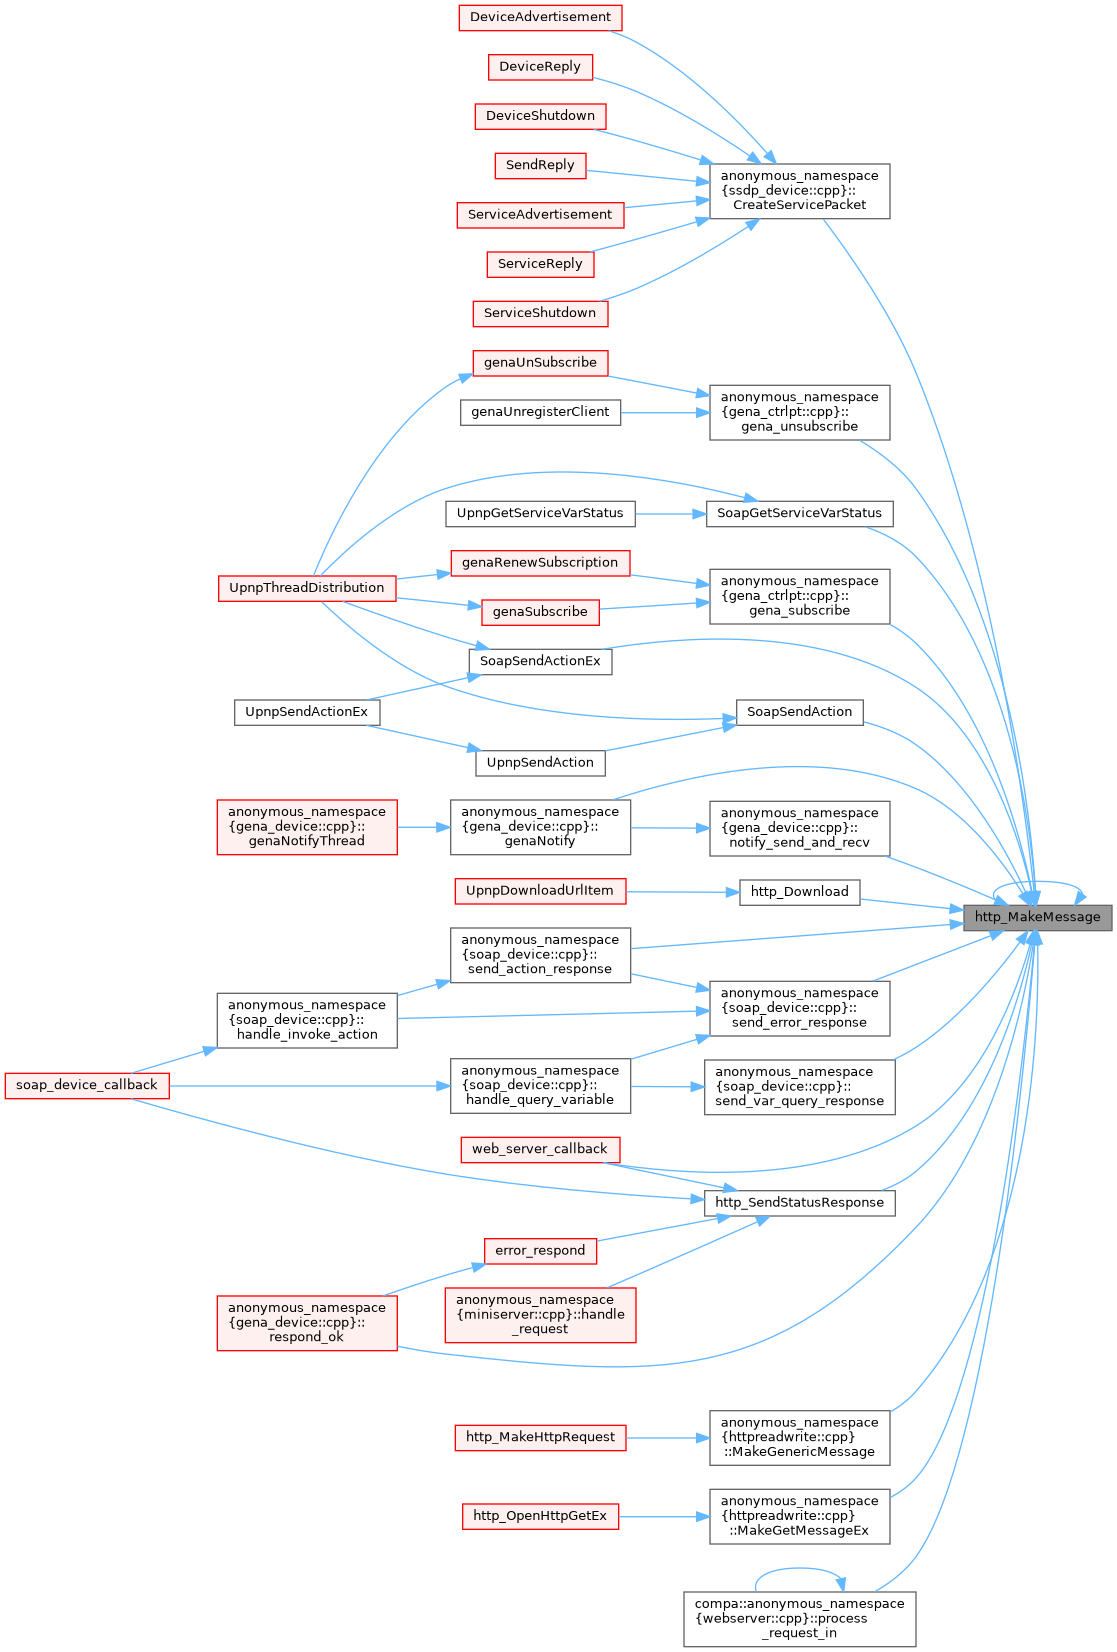 DeviceAdvertisement
DeviceReply
DeviceShutdown
SendReply
ServiceAdvertisement
ServiceReply
ServiceShutdown
anonymous_namespace
{ssdp_device::cpp}::
CreateServicePacket
genaUnSubscribe
genaUnregisterClient
anonymous_namespace
{gena_ctrlpt::cpp}::
gena_unsubscribe
UpnpGetServiceVarStatus
SoapGetServiceVarStatus
genaRenewSubscription
UpnpThreadDistribution
genaSubscribe
anonymous_namespace
{gena_ctrlpt::cpp}::
gena_subscribe
SoapSendActionEx
UpnpSendActionEx
SoapSendAction
UpnpSendAction
anonymous_namespace
{gena_device::cpp}::
genaNotifyThread
anonymous_namespace
{gena_device::cpp}::
genaNotify
anonymous_namespace
{gena_device::cpp}::
notify_send_and_recv
UpnpDownloadUrlItem
http_Download
http_MakeMessage
anonymous_namespace
{soap_device::cpp}::
send_action_response
anonymous_namespace
{soap_device::cpp}::
handle_invoke_action
anonymous_namespace
{soap_device::cpp}::
send_error_response
soap_device_callback
anonymous_namespace
{soap_device::cpp}::
handle_query_variable
anonymous_namespace
{soap_device::cpp}::
send_var_query_response
web_server_callback
http_SendStatusResponse
error_respond
anonymous_namespace
{gena_device::cpp}::
respond_ok
anonymous_namespace
{miniserver::cpp}::handle
_request
http_MakeHttpRequest
anonymous_namespace
{httpreadwrite::cpp}
::MakeGenericMessage
http_OpenHttpGetEx
anonymous_namespace
{httpreadwrite::cpp}
::MakeGetMessageEx
compa::anonymous_namespace
{webserver::cpp}::process
_request_in